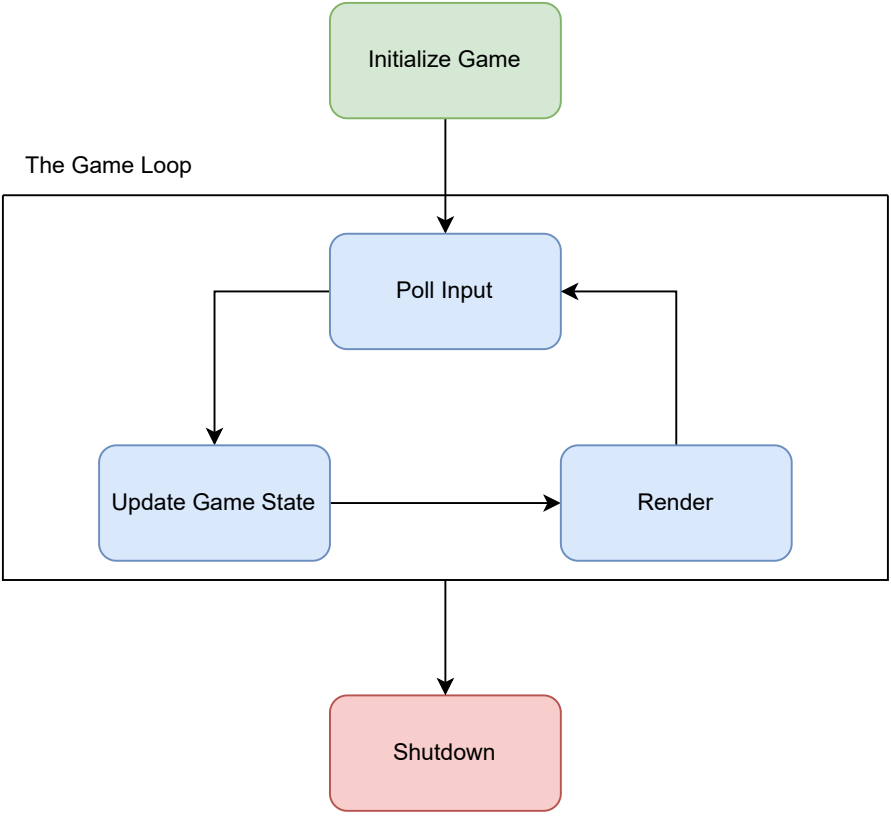 Initialize Game
The Game Loop
Poll Input
Update Game State
Render
Shutdown